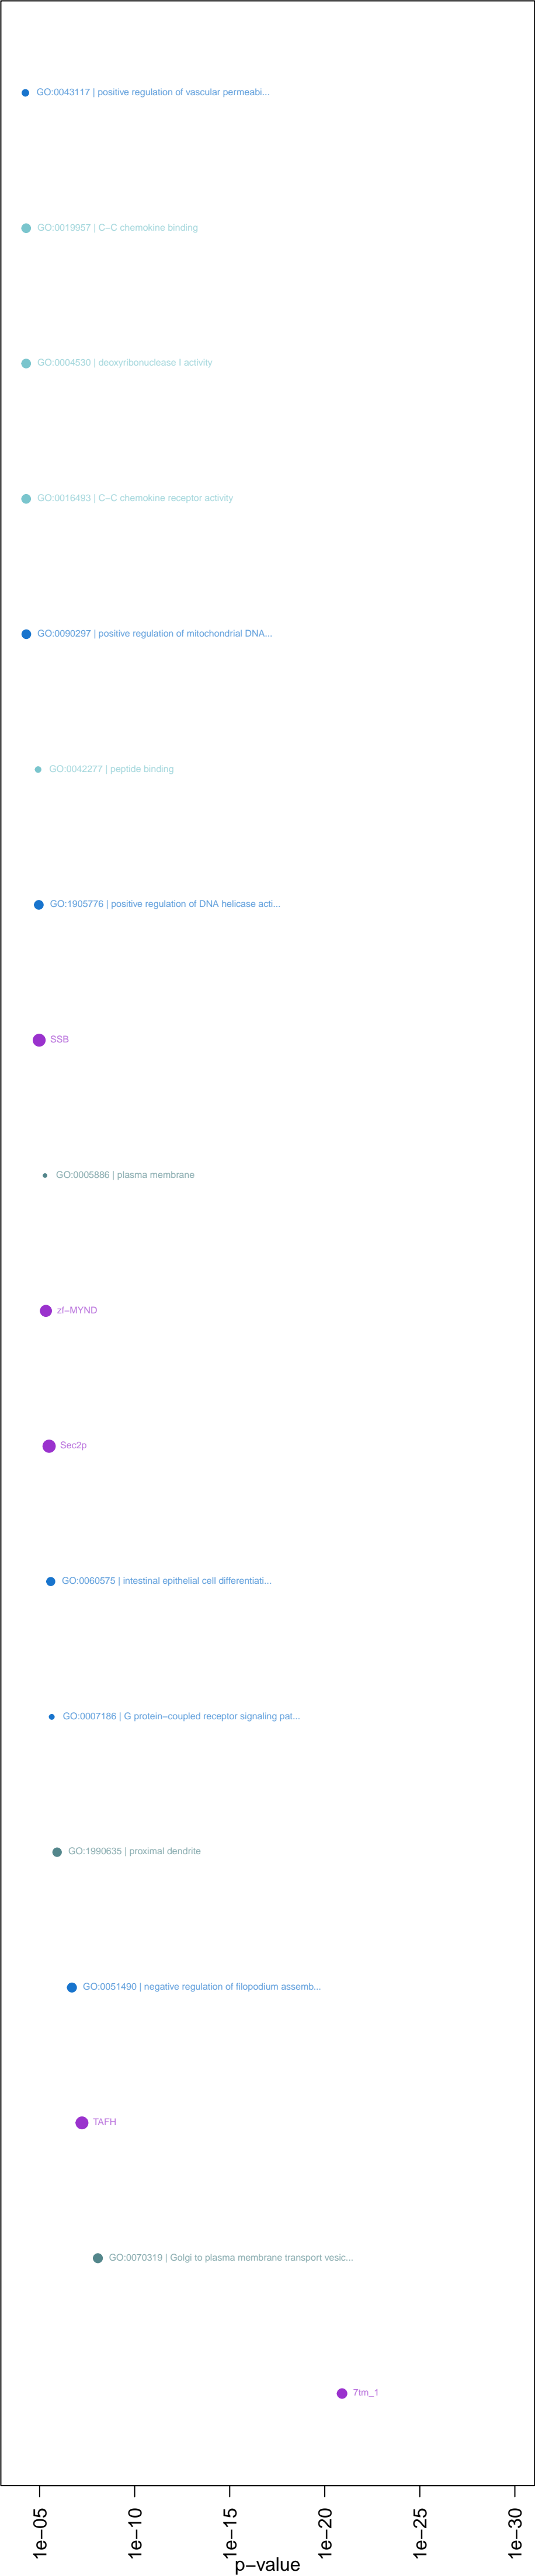 GO:0043117 | positive regulation of vascular permeabi...
GO:0019957 | C−C chemokine binding
GO:0004530 | deoxyribonuclease I activity
GO:0016493 | C−C chemokine receptor activity
GO:0090297 | positive regulation of mitochondrial DNA...
GO:0042277 | peptide binding
GO:1905776 | positive regulation of DNA helicase acti...
SSB
GO:0005886 | plasma membrane
zf−MYND
Sec2p
GO:0060575 | intestinal epithelial cell differentiati...
GO:0007186 | G protein−coupled receptor signaling pat...
GO:1990635 | proximal dendrite
GO:0051490 | negative regulation of filopodium assemb...
TAFH
GO:0070319 | Golgi to plasma membrane transport vesic...
7tm_1
1e−05
1e−10
1e−15
1e−20
1e−25
1e−30
p−value